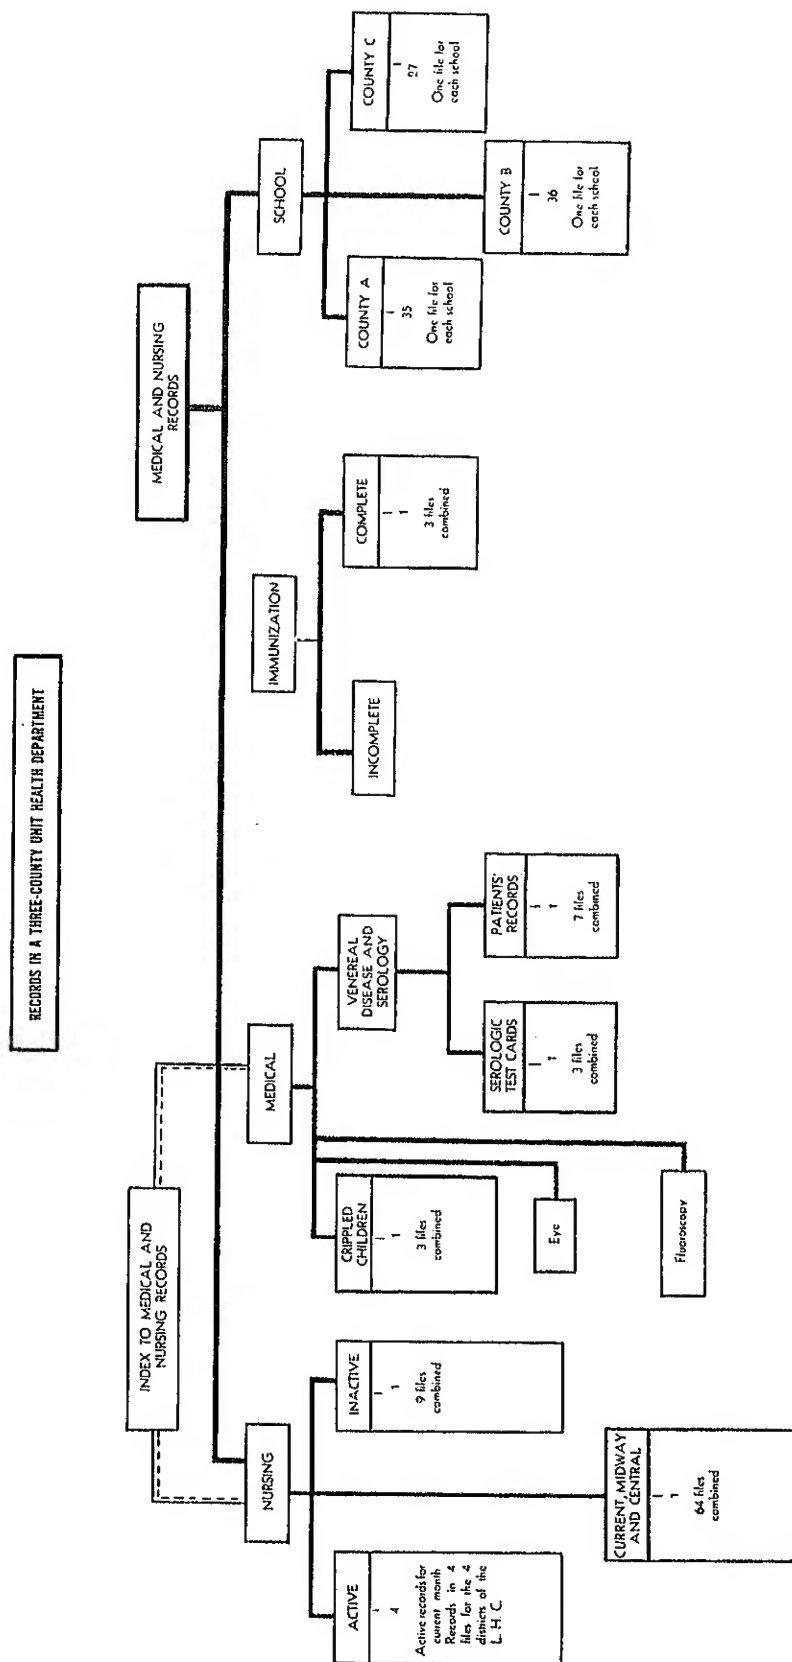 RECORDS IN A THREE-COUNTY UNIT HEALTH DEPARTMENT
INDEX TO MEDICAL AND
NURSING RECORDS
MEDICAL AND NURSING
RECORDS
NURSING
MEDICAL
IMMUNIZATION
SCHOOL
ACTIVE
4
Active records for
current month
Records in 4
files for the 4
districts of the
L. H. C.
INACTIVE
1
9 files
combined
CURRENT, MIDWAY
AND CENTRAL
1
64 files
combined
CRIPPLED
CHILDREN
1
3 files
combined
Eye
Fluoroscopy
VENEREAL
DISEASE AND
SEROLOGY
SEROLOGIC
TEST CARDS
1
3 files
combined
PATIENTS'
RECORDS
1
7 files
combined
INCOMPLETE
COMPLETE
1
3 files
combined
COUNTY A
35
One file for
each school
COUNTY B
36
One file for
each school
COUNTY C
27
One file for
each school